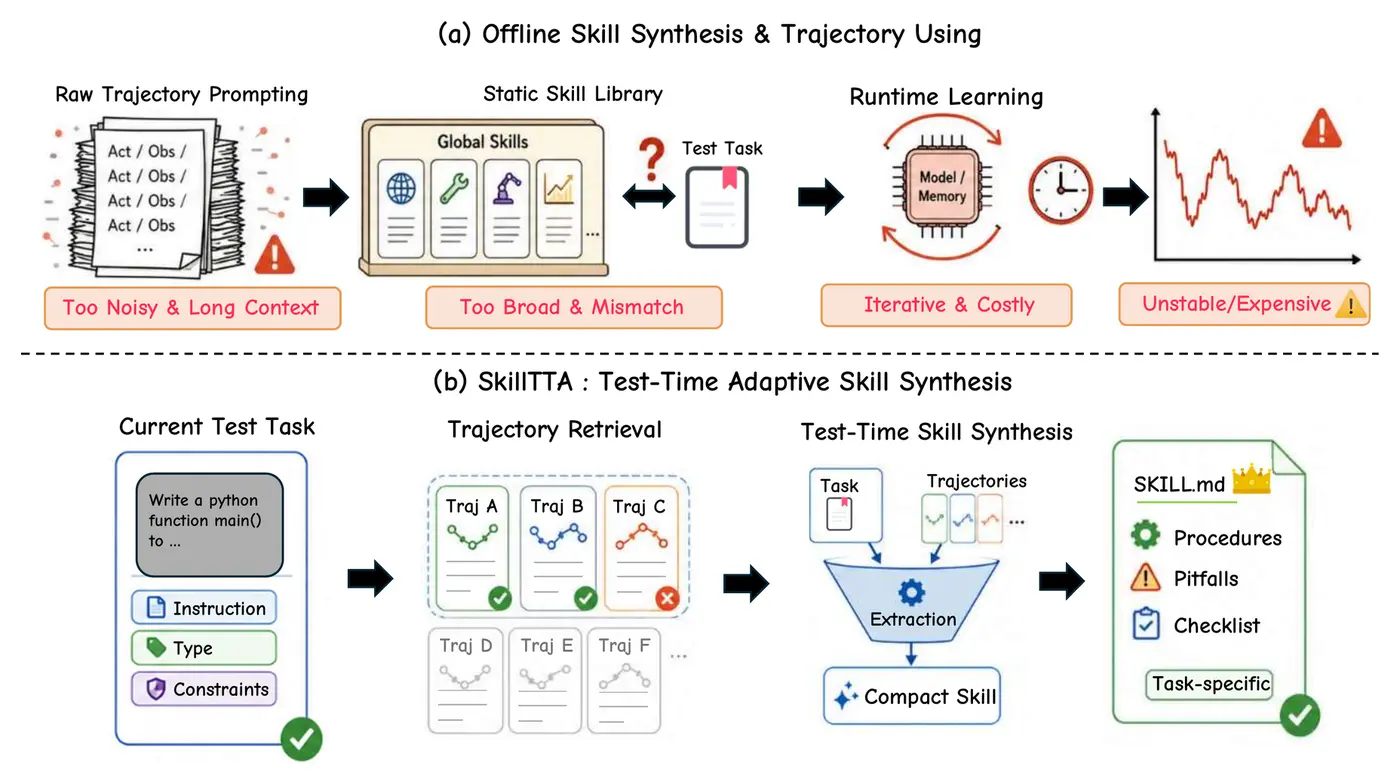 (a) Offline Skill Synthesis & Trajectory Using
Raw Trajectory Prompting
Act / Obs /
Act / Obs /
Act / Obs /
Act / Obs
...
Too Noisy & Long Context
Static Skill Library
Global Skills
...
?
Test Task
Too Broad & Mismatch
Runtime Learning
Model /
Memory
Iterative & Costly
Unstable/Expensive
(b) SkillTTA : Test-Time Adaptive Skill Synthesis
Current Test Task
Write a python
function main()
to ...
Instruction
Type
Constraints
Trajectory Retrieval
Traj A
Traj B
Traj C
Traj D
Traj E
Traj F
...
Test-Time Skill Synthesis
Task
Trajectories
...
Extraction
Compact Skill
SKILL.md
Procedures
Pitfalls
Checklist
Task-specific